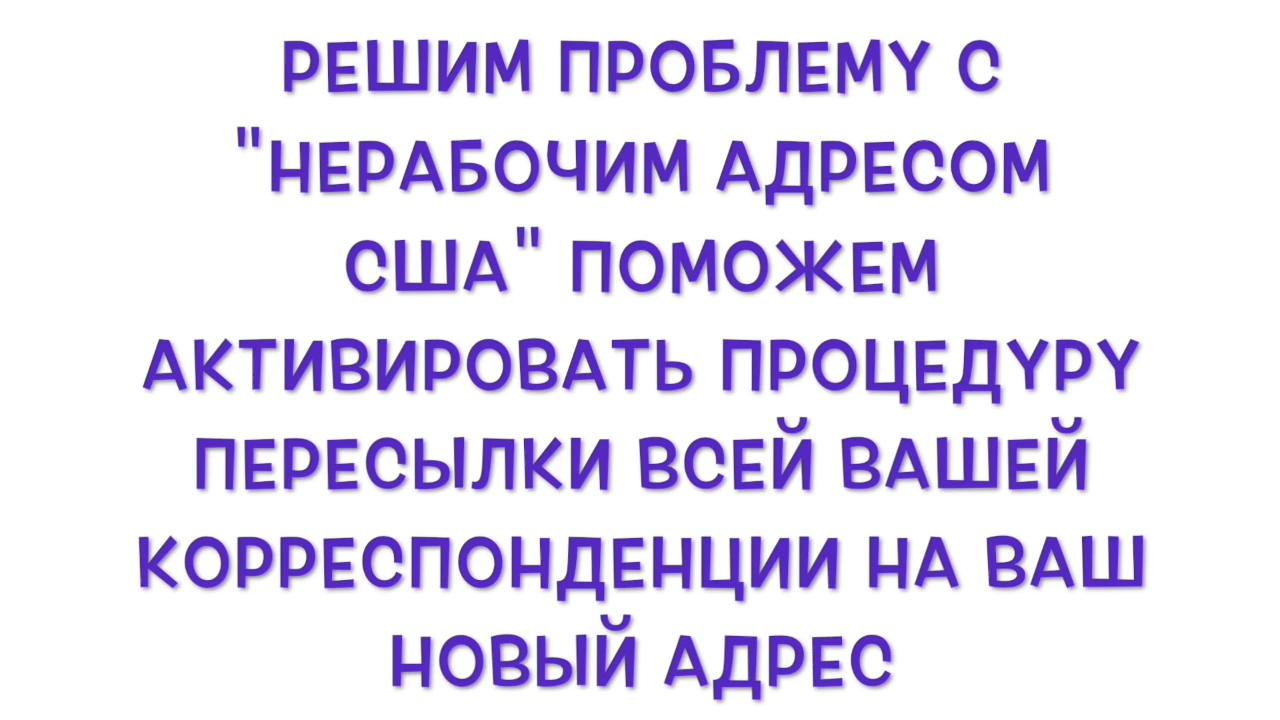 РЕШИМ ПРОБЛЕМУ С
"НЕРАБОЧИМ АДРЕСОМ
США" ПОМОЖЕМ
АКТИВИРОВАТЬ ПРОЦЕДУРУ
ПЕРЕСЫЛКИ ВСЕЙ ВАШЕЙ
КОРРЕСПОНДЕНЦИИ НА ВАШ
НОВЫЙ АДРЕС